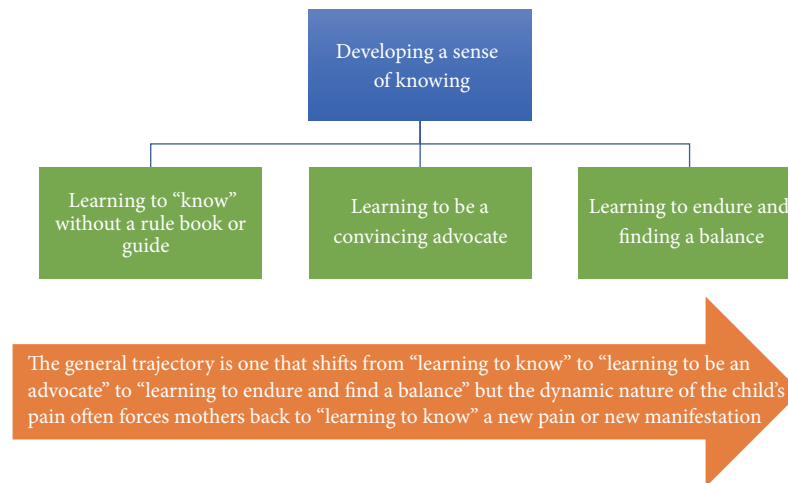 Developing a sense
of knowing
Learning to “know”
without a rule book or
guide
Learning to be a
convincing advocate
Learning to endure and
finding a balance
The general trajectory is one that shifts from “learning to know” to “learning to be an
advocate” to “learning to endure and find a balance” but the dynamic nature of the child’s
pain often forces mothers back to “learning to know” a new pain or new manifestation